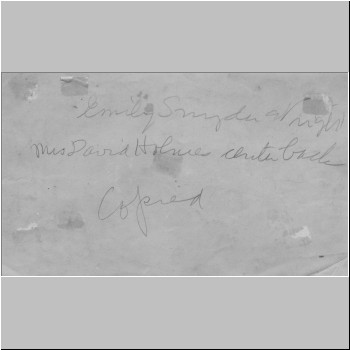 Emily Snyder at right
Mrs David Holmes center back
Copied